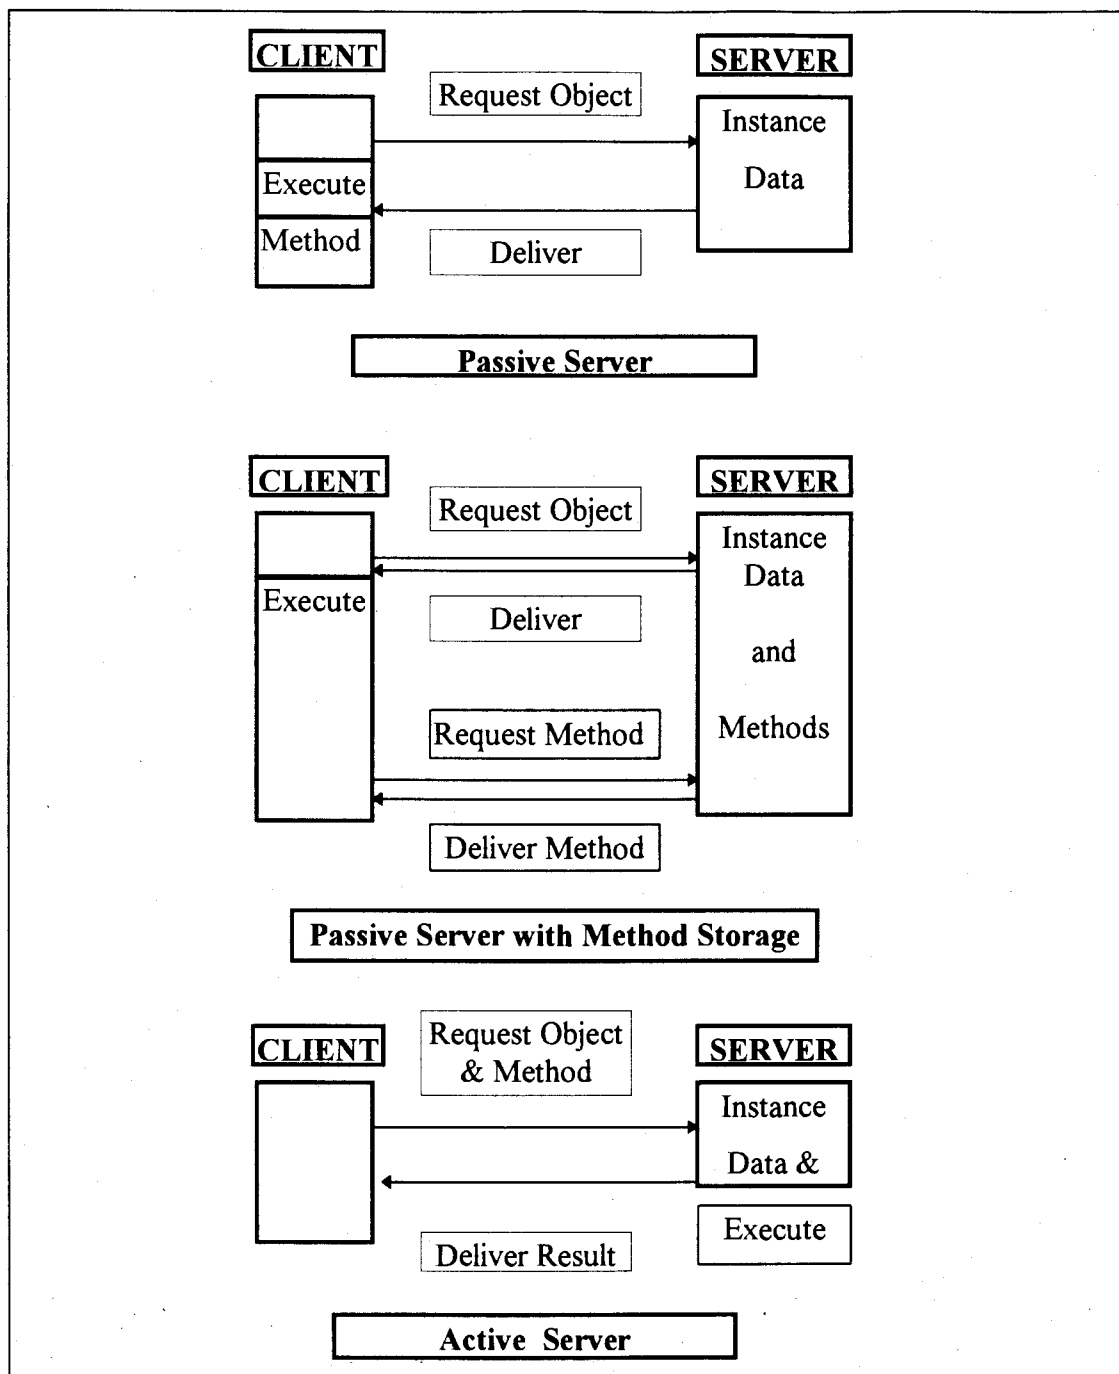 CLIENT
SERVER
Request Object
Instance
Data
Execute
Method
Deliver
Passive Server
CLIENT
SERVER
Request Object
Instance
Data
Execute
Deliver
and
Request Method
Methods
Deliver Method
Passive Server with Method Storage
Request Object
& Method
CLIENT
SERVER
Instance
Data &
Execute
Deliver Result
Active Server